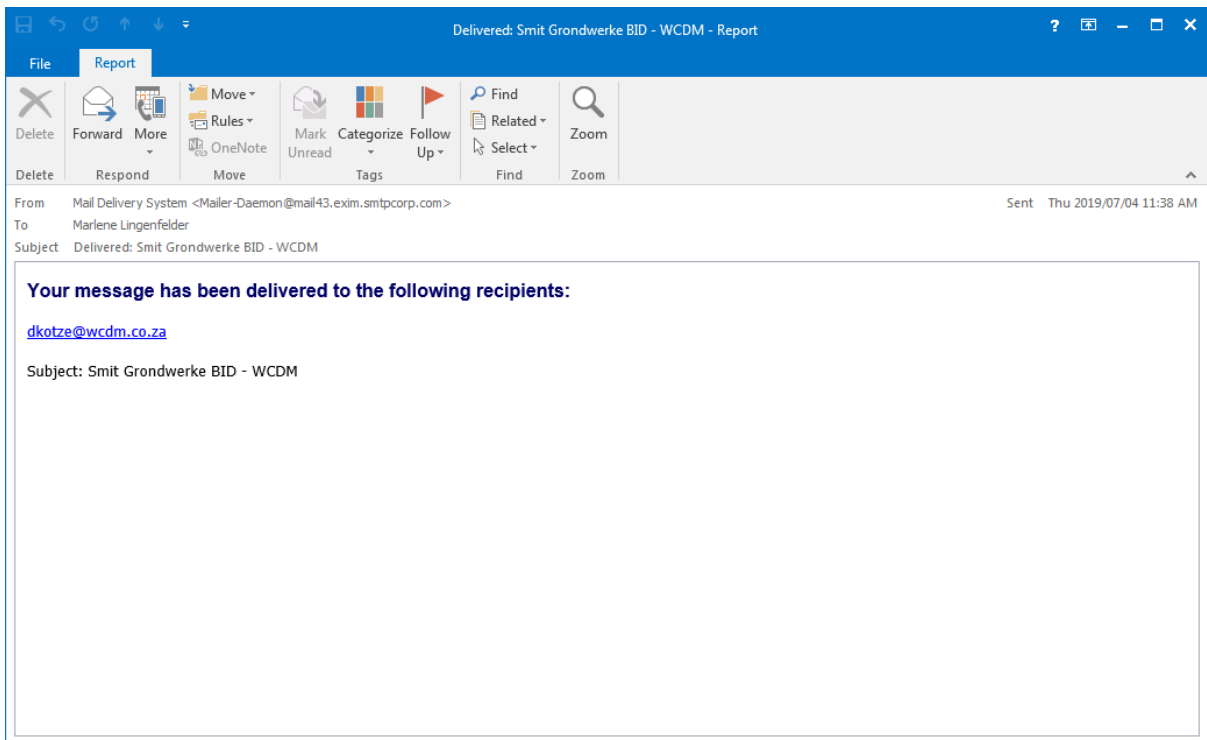 Delivered: Smit Grondwerke BID - WCDM - Report
?
File Report
Delete
Forward
More
Move
Rules
OneNote
Mark Unread
Categorize
Follow Up
Find
Related
Select
Zoom
Delete Respond Move Tags Find Zoom
From Mail Delivery System <Mailer-Daemon@mail43.exim.smtpcorp.com> Sent Thu 2019/07/04 11:38 AM
To Marlene Lingenfelder
Subject Delivered: Smit Grondwerke BID - WCDM
Your message has been delivered to the following recipients:
dkotze@wcdm.co.za
Subject: Smit Grondwerke BID - WCDM